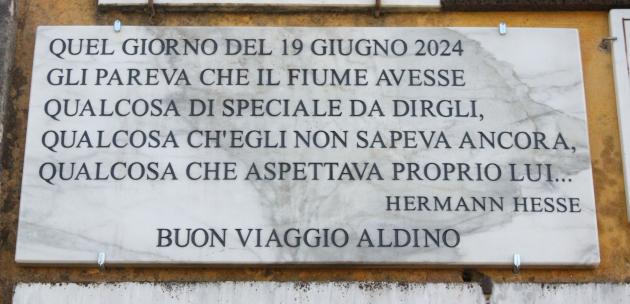 QUEL GIORNO DEL 19 GIUGNO 2024
GLI PAREVA CHE IL FIUME AVESSE
QUALCOSA DI SPECIALE DA DIRGLI,
QUALCOSA CH'EGLI NON SAPEVA ANCORA,
QUALCOSA CHE ASPETTAVA PROPRIO LUI...
HERMANN HESSE
BUON VIAGGIO ALDINO